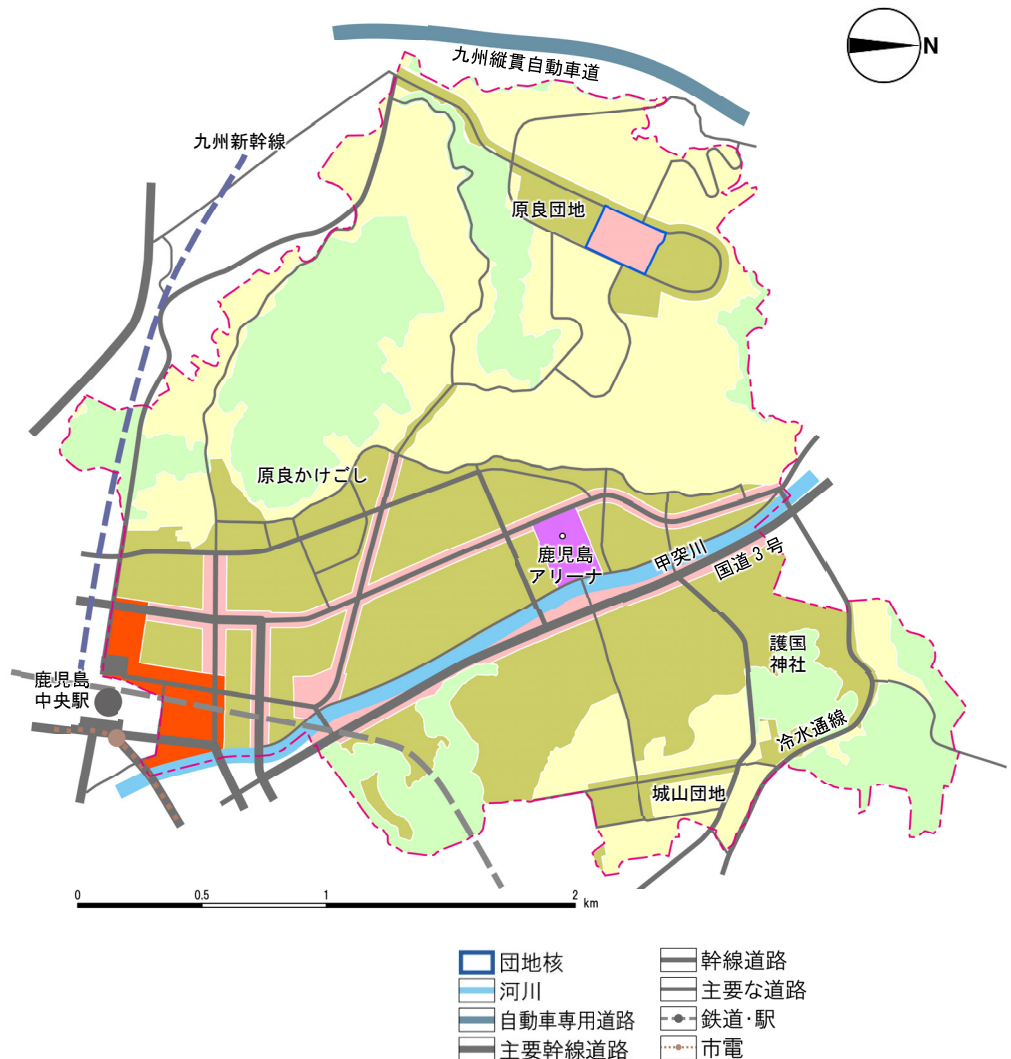 N
九州縦貫自動車道
九州新幹線
原良団地
原良かけごし
鹿児島
アリーナ
甲突川
国道3号
護国
神社
鹿児島
中央駅
冷水通線
城山団地
0 0.5 1 2 km
団地核
河川
自動車専用道路
主要幹線道路
幹線道路
主要な道路
鉄道・駅
市電